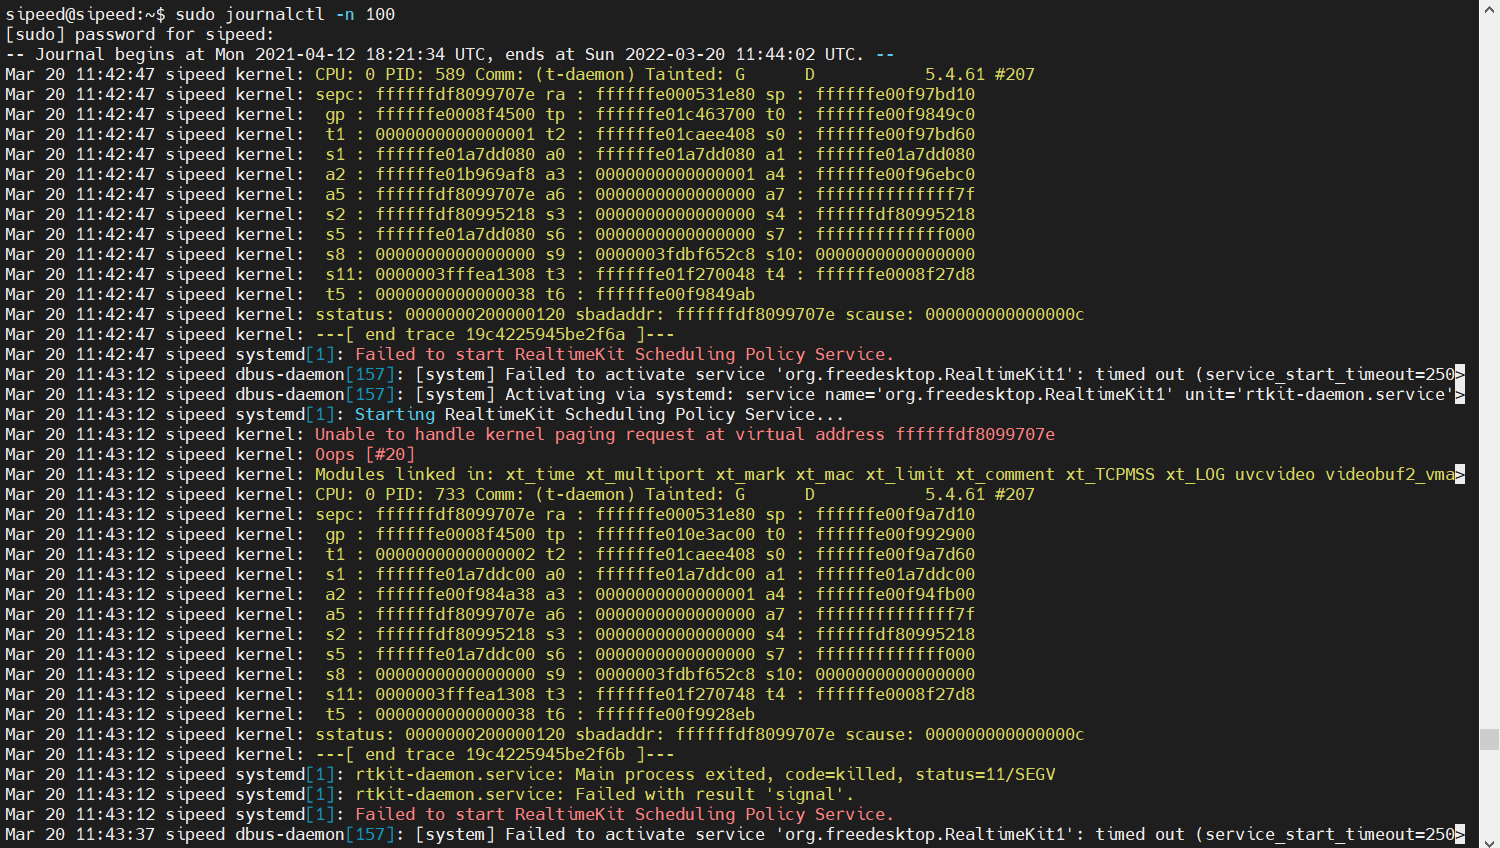 sipeed@sipeed:~$ sudo journalctl -n 100
[sudo] password for sipeed:
-- Journal begins at Mon 2021-04-12 18:21:34 UTC, ends at Sun 2022-03-20 11:44:02 UTC. --
Mar 20 11:42:47 sipeed kernel: CPU: 0 PID: 589 Comm: (t-daemon) Tainted: G      D           5.4.61 #207
Mar 20 11:42:47 sipeed kernel: sepc: ffffffdf8099707e ra : ffffffe000531e80 sp : ffffffe00f97bd10
Mar 20 11:42:47 sipeed kernel:  gp : ffffffe0008f4500 tp : ffffffe01c463700 t0 : ffffffe00f9849c0
Mar 20 11:42:47 sipeed kernel:  t1 : 0000000000000001 t2 : ffffffe01caee408 s0 : ffffffe00f97bd60
Mar 20 11:42:47 sipeed kernel:  s1 : ffffffe01a7dd080 a0 : ffffffe01a7dd080 a1 : ffffffe01a7dd080
Mar 20 11:42:47 sipeed kernel:  a2 : ffffffe01b969af8 a3 : 0000000000000001 a4 : ffffffe00f96ebc0
Mar 20 11:42:47 sipeed kernel:  a5 : ffffffdf8099707e a6 : 0000000000000000 a7 : ffffffffffffff7f
Mar 20 11:42:47 sipeed kernel:  s2 : ffffffdf80995218 s3 : 0000000000000000 s4 : ffffffdf80995218
Mar 20 11:42:47 sipeed kernel:  s5 : ffffffe01a7dd080 s6 : 0000000000000000 s7 : fffffffffffff000
Mar 20 11:42:47 sipeed kernel:  s8 : 0000000000000000 s9 : 0000003fdbf652c8 s10: 0000000000000000
Mar 20 11:42:47 sipeed kernel:  s11: 0000003fffea1308 t3 : ffffffe01f270048 t4 : ffffffe0008f27d8
Mar 20 11:42:47 sipeed kernel:  t5 : 0000000000000038 t6 : ffffffe00f9849ab
Mar 20 11:42:47 sipeed kernel: sstatus: 0000000200000120 sbadaddr: ffffffdf8099707e scause: 000000000000000c
Mar 20 11:42:47 sipeed kernel: ---[ end trace 19c4225945be2f6a ]---
Mar 20 11:42:47 sipeed systemd[1]: Failed to start RealtimeKit Scheduling Policy Service.
Mar 20 11:43:12 sipeed dbus-daemon[157]: [system] Failed to activate service 'org.freedesktop.RealtimeKit1': timed out (service_start_timeout=250>
Mar 20 11:43:12 sipeed dbus-daemon[157]: [system] Activating via systemd: service name='org.freedesktop.RealtimeKit1' unit='rtkit-daemon.service'>
Mar 20 11:43:12 sipeed systemd[1]: Starting RealtimeKit Scheduling Policy Service...
Mar 20 11:43:12 sipeed kernel: Unable to handle kernel paging request at virtual address ffffffdf8099707e
Mar 20 11:43:12 sipeed kernel: Oops [#20]
Mar 20 11:43:12 sipeed kernel: Modules linked in: xt_time xt_multiport xt_mark xt_mac xt_limit xt_comment xt_TCPMSS xt_LOG uvcvideo videobuf2_vma>
Mar 20 11:43:12 sipeed kernel: CPU: 0 PID: 733 Comm: (t-daemon) Tainted: G      D           5.4.61 #207
Mar 20 11:43:12 sipeed kernel: sepc: ffffffdf8099707e ra : ffffffe000531e80 sp : ffffffe00f9a7d10
Mar 20 11:43:12 sipeed kernel:  gp : ffffffe0008f4500 tp : ffffffe010e3ac00 t0 : ffffffe00f992900
Mar 20 11:43:12 sipeed kernel:  t1 : 0000000000000002 t2 : ffffffe01caee408 s0 : ffffffe00f9a7d60
Mar 20 11:43:12 sipeed kernel:  s1 : ffffffe01a7ddc00 a0 : ffffffe01a7ddc00 a1 : ffffffe01a7ddc00
Mar 20 11:43:12 sipeed kernel:  a2 : ffffffe00f984a38 a3 : 0000000000000001 a4 : ffffffe00f94fb00
Mar 20 11:43:12 sipeed kernel:  a5 : ffffffdf8099707e a6 : 0000000000000000 a7 : ffffffffffffff7f
Mar 20 11:43:12 sipeed kernel:  s2 : ffffffdf80995218 s3 : 0000000000000000 s4 : ffffffdf80995218
Mar 20 11:43:12 sipeed kernel:  s5 : ffffffe01a7ddc00 s6 : 0000000000000000 s7 : fffffffffffff000
Mar 20 11:43:12 sipeed kernel:  s8 : 0000000000000000 s9 : 0000003fdbf652c8 s10: 0000000000000000
Mar 20 11:43:12 sipeed kernel:  s11: 0000003fffea1308 t3 : ffffffe01f270748 t4 : ffffffe0008f27d8
Mar 20 11:43:12 sipeed kernel:  t5 : 0000000000000038 t6 : ffffffe00f9928eb
Mar 20 11:43:12 sipeed kernel: sstatus: 0000000200000120 sbadaddr: ffffffdf8099707e scause: 000000000000000c
Mar 20 11:43:12 sipeed kernel: ---[ end trace 19c4225945be2f6b ]---
Mar 20 11:43:12 sipeed systemd[1]: rtkit-daemon.service: Main process exited, code=killed, status=11/SEGV
Mar 20 11:43:12 sipeed systemd[1]: rtkit-daemon.service: Failed with result 'signal'.
Mar 20 11:43:12 sipeed systemd[1]: Failed to start RealtimeKit Scheduling Policy Service.
Mar 20 11:43:37 sipeed dbus-daemon[157]: [system] Failed to activate service 'org.freedesktop.RealtimeKit1': timed out (service_start_timeout=250>